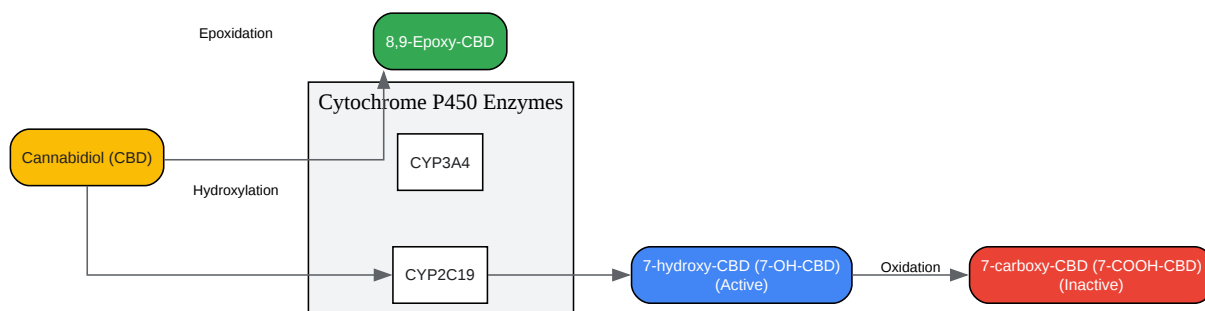 Epoxidation
8,9-Epoxy-CBD
Cytochrome P450 Enzymes
Cannabidiol (CBD)
CYP3A4
Hydroxylation
CYP2C19
7-hydroxy-CBD (7-OH-CBD)
(Active)
Oxidation
7-carboxy-CBD (7-COOH-CBD)
(Inactive)